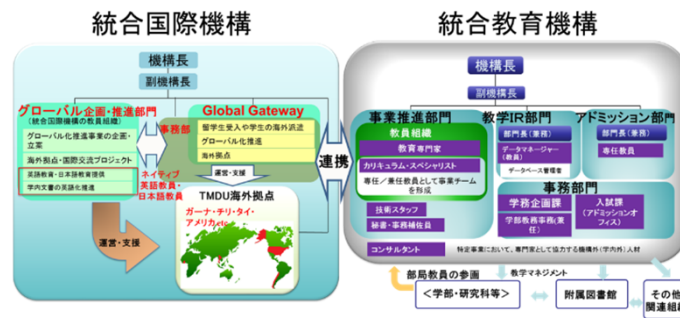 統合国際機構
機構長
副機構長
グローバル企画・推進部門
(統合国際機構の教員組織)
グローバル化推進事業の企画・
立案
海外拠点・国際交流プロジェクト
英語教育・日本語教育提供
学内文書の英語化推進
事務部
Global Gateway
留学生受入や学生の海外派遣
グローバル化推進
海外拠点
ネイティブ
英語教員・
日本語教員
運営・支援
運営・支援
TMDU海外拠点
ガーナ・チリ・タイ・
アメリカ etc
連携
統合教育機構
機構長
副機構長
事業推進部門
教員組織
教育専門家
カリキュラム・スペシャリスト
専任/兼任教員として事業チーム
を形成
技術スタッフ
秘書・事務補佐員
コンサルタント
特定事業において、専門家として協力する機構外(学内外)人材
教学IR部門
部門長(兼務)
データマネージャー
(教員)
データベース管理者
アドミッション部門
部門長(兼務)
専任教員
事務部門
学務企画課
学部教務事務(兼
任)
入試課
(アドミッションオ
フィス)
部局教員の参画
教学マネジメント
<学部・研究科等>
附属図書館
その他
関連組織